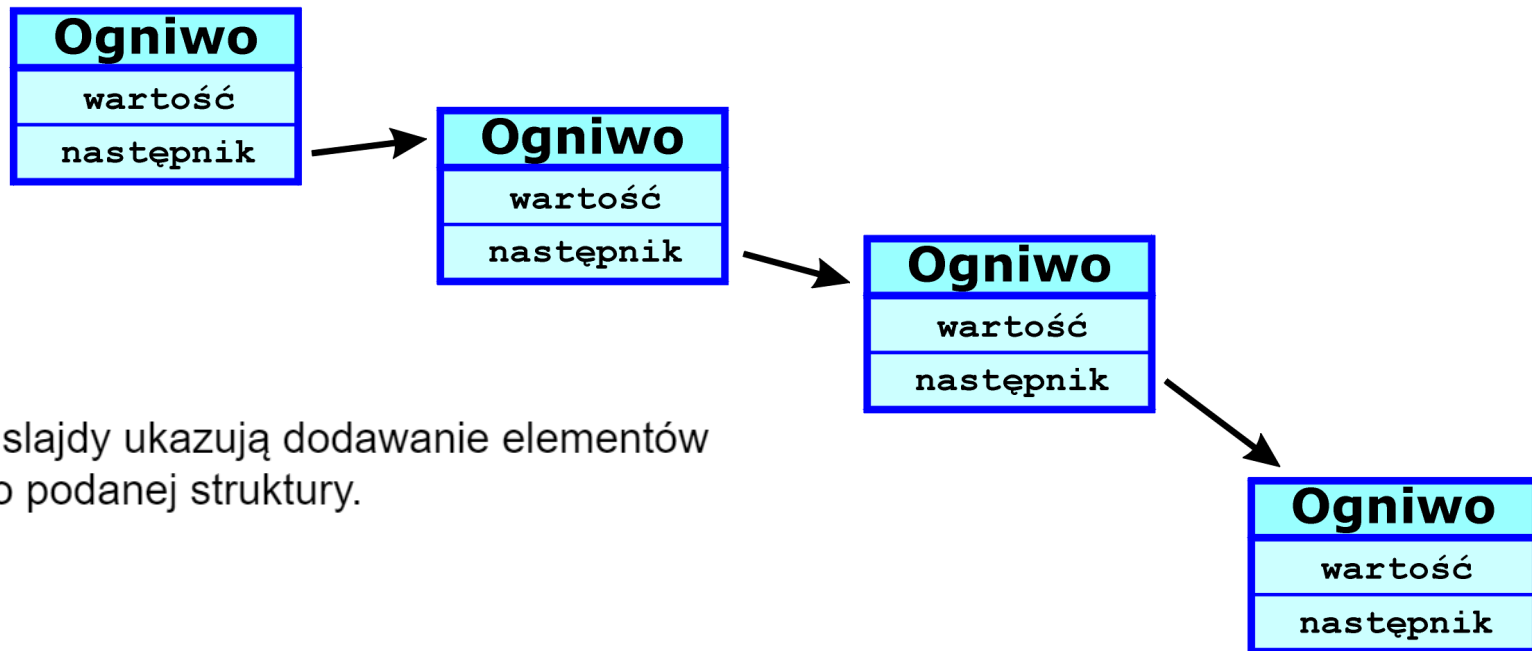 Ogniwo
wartość
następnik
Ogniwo
wartość
następnik
Ogniwo
wartość
następnik
slajdy ukazują dodawanie elementów
o podanej struktury.
Ogniwo
wartość
następnik